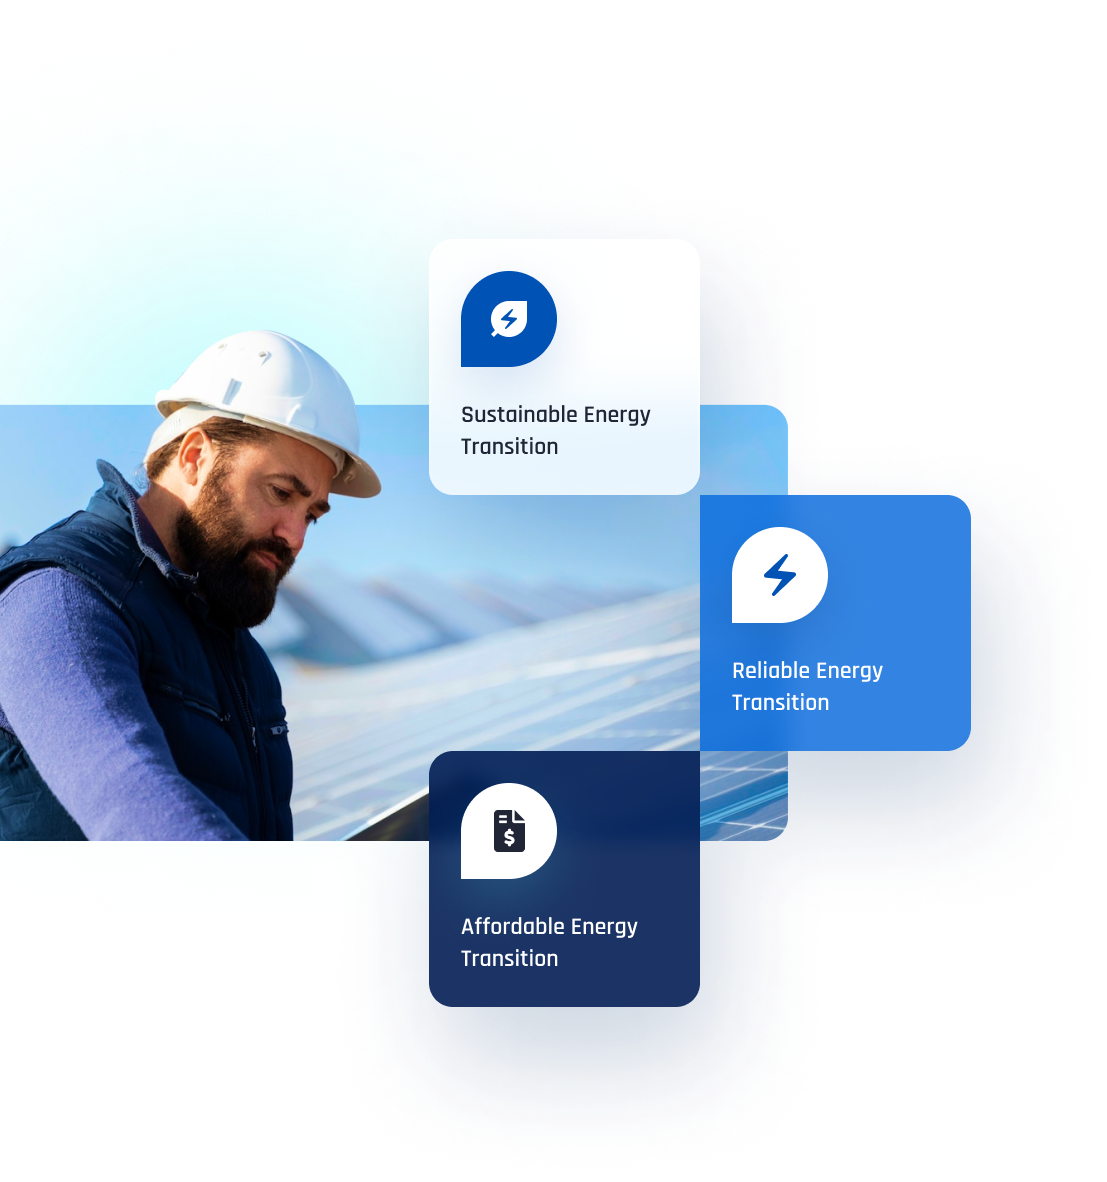 Sustainable Energy
Transition
Reliable Energy
Transition
Affordable Energy
Transition